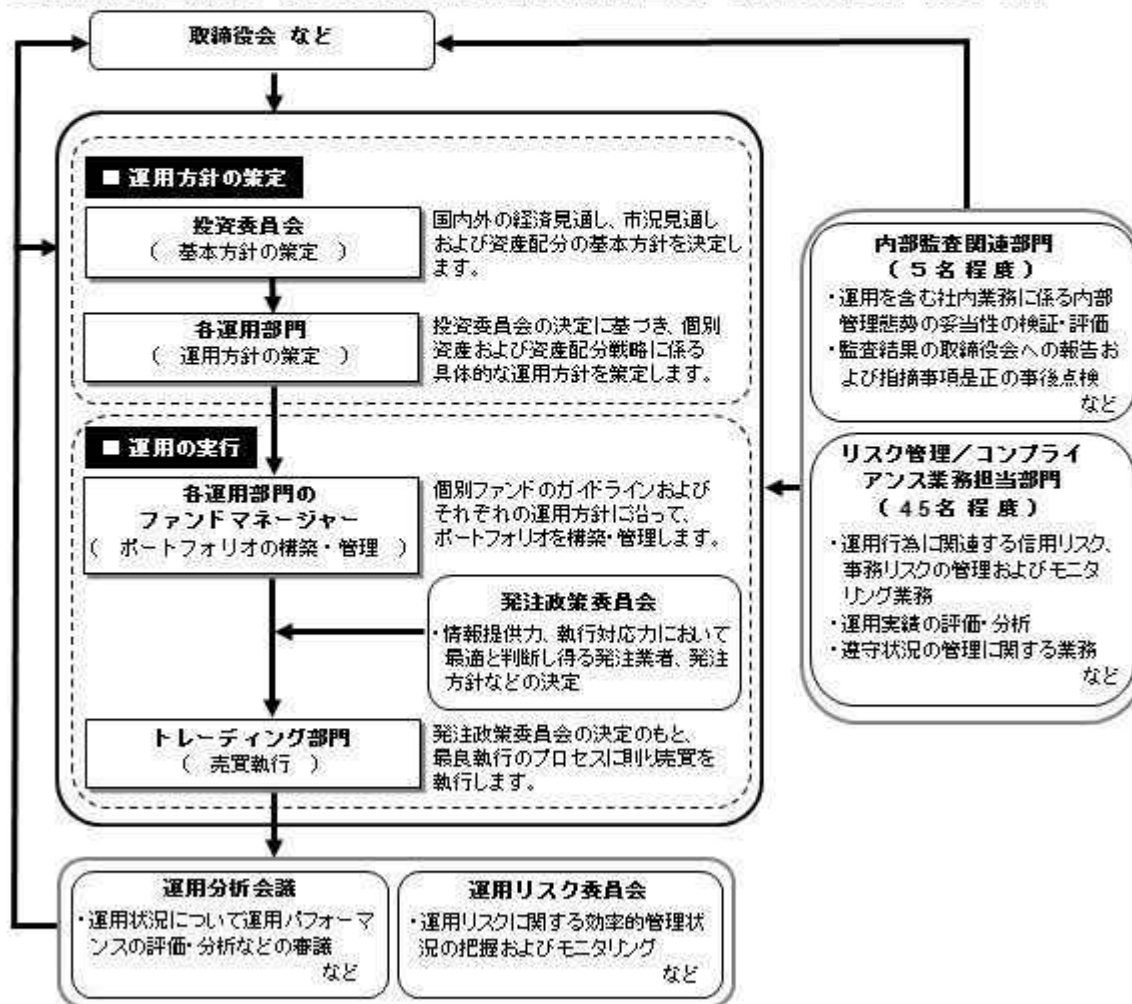 取締役会 など
■ 運用方針の策定
投資委員会
( 基本方針の策定 )
国内外の経済見通し、市況見通し
および資産配分の基本方針を決定し
ます。
各運用部門
( 運用方針の策定 )
投資委員会の決定に基づき、個別
資産および資産配分戦略に係る
具体的な運用方針を策定します。
■ 運用の実行
各運用部門の
ファンドマネージャー
( ポートフォリオの構築・管理 )
個別ファンドのガイドラインおよび
それぞれの運用方針に沿って、
ポートフォリオを構築・管理します。
発注政策委員会
・情報提供力、執行対応力において
最適と判断し得る発注業者、発注
方針などの決定
トレーディング部門
( 売買執行 )
発注政策委員会の決定のもと、
最良執行のプロセスに則り売買を
執行します。
内部監査関連部門
( 5名程度 )
・運用を含む社内業務に係る内部
管理態勢の妥当性の検証・評価
・監査結果の取締役会への報告お
よび指摘事項是正の事後点検
など
リスク管理/コンプライ
アンス業務担当部門
( 45名程度 )
・運用行為に関連する信用リスク、
事務リスクの管理およびモニタ
リング業務
・運用実績の評価・分析
・遵守状況の管理に関する業務
など
運用分析会議
・運用状況について運用パフォーマ
ンスの評価・分析などの審議
など
運用リスク委員会
・運用リスクに関する効率的管理状
況の把握およびモニタリング
など